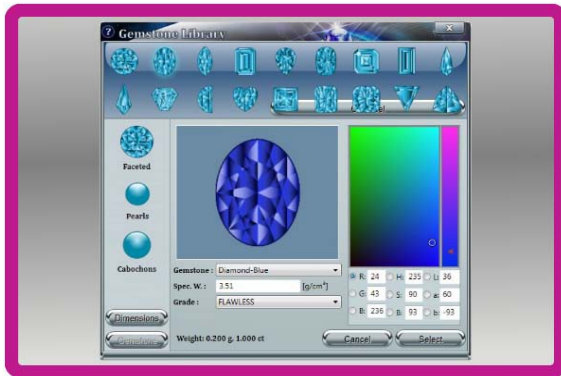 ? Gemstone Library X
Faceted
Pearls
Cabochons
Gemstone : Diamond-Blue
Spec. W. : 3.51 [g/cm³]
Grade : FLAWLESS
R: 24 H: 235 L: 36
G: 43 S: 90 a: 60
B: 236 B: 93 b: -93
Dimensions
Gemstone
Weight: 0.200 g, 1.000 ct
Cancel Select